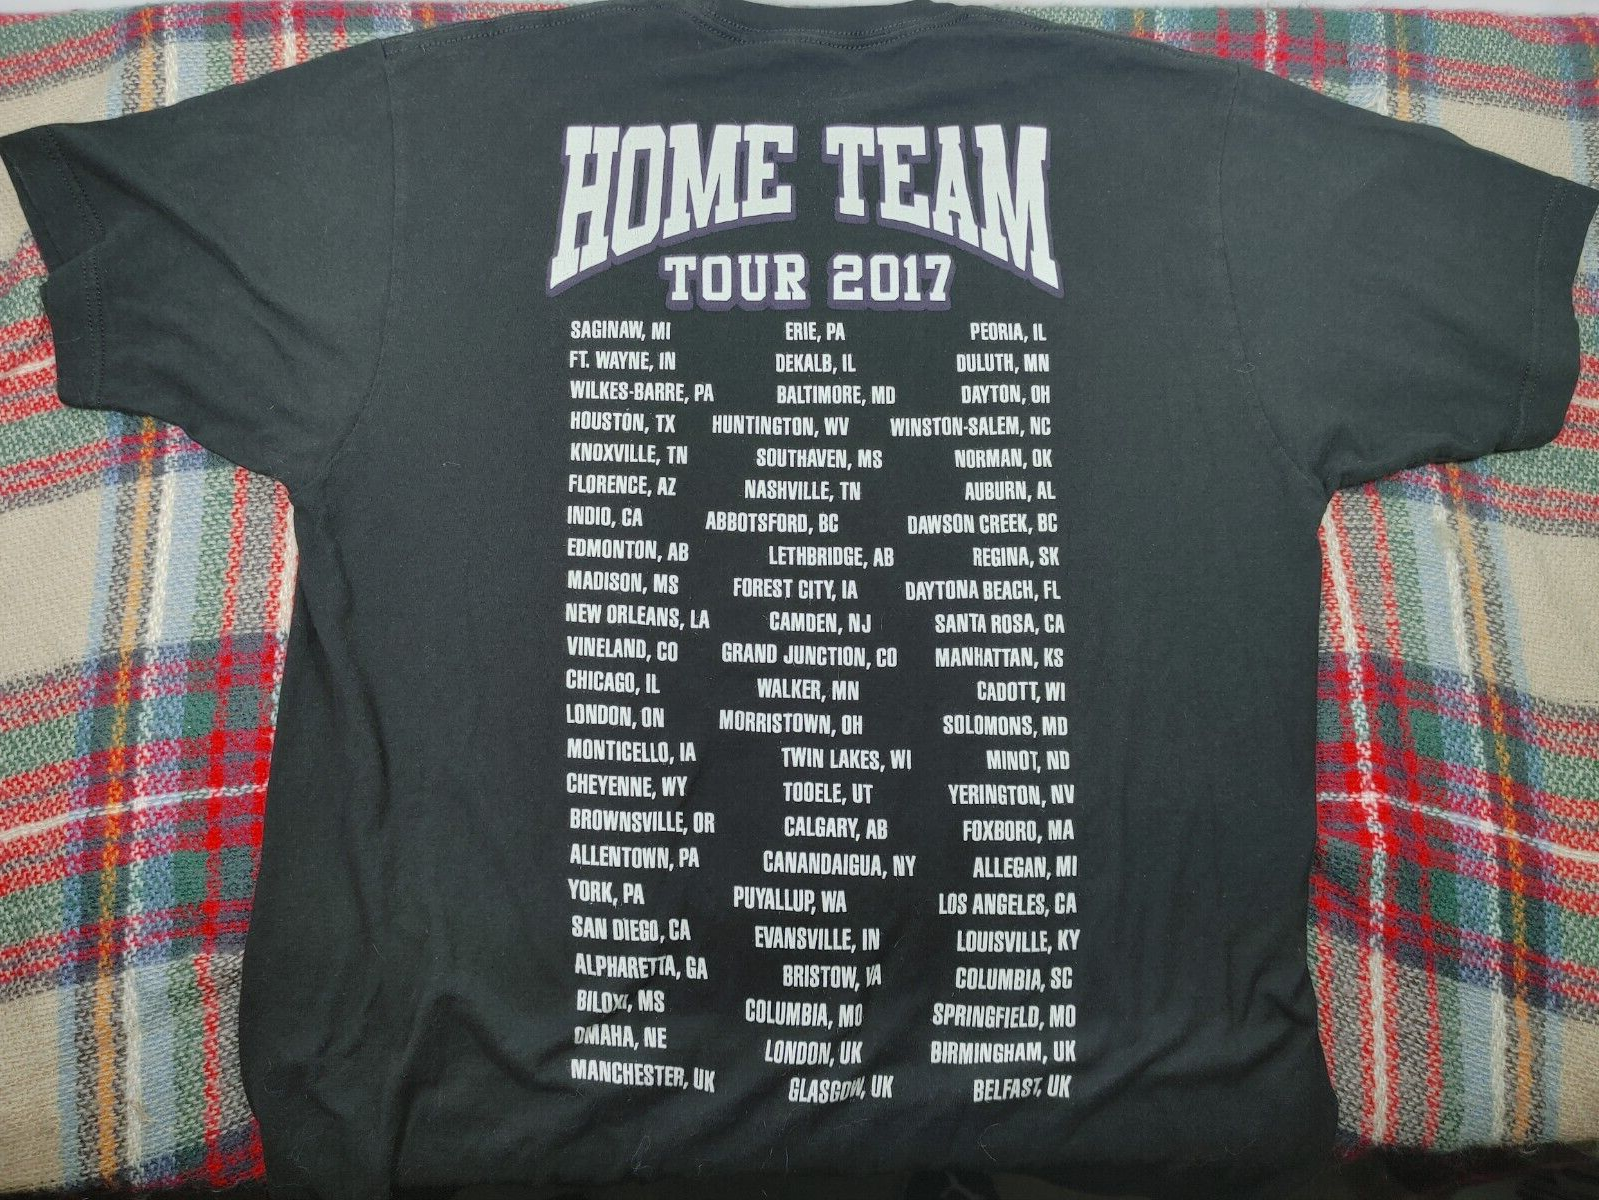 HOME TEAM
TOUR 2017
SAGINAW, MI ERIE, PA PEORIA, IL
FT. WAYNE, IN DEKALB, IL DULUTH, MN
WILKES-BARRE, PA BALTIMORE, MD DAYTON, OH
HOUSTON, TX HUNTINGTON, WV WINSTON-SALEM, NC
KNOXVILLE, TN SOUTHAVEN, MS NORMAN, OK
FLORENCE, AZ NASHVILLE, TN AUBURN, AL
INDIO, CA ABBOTSFORD, BC DAWSON CREEK, BC
EDMONTON, AB LETHBRIDGE, AB REGINA, SK
MADISON, MS FOREST CITY, IA DAYTONA BEACH, FL
NEW ORLEANS, LA CAMDEN, NJ SANTA ROSA, CA
VINELAND, CO GRAND JUNCTION, CO MANHATTAN, KS
CHICAGO, IL WALKER, MN CADOTT, WI
LONDON, ON MORRISTOWN, OH SOLOMONS, MD
MONTICELLO, IA TWIN LAKES, WI MINOT, ND
CHEYENNE, WY TOOELE, UT YERINGTON, NV
BROWNSVILLE, OR CALGARY, AB FOXBORO, MA
ALLENTOWN, PA CANANDAIGUA, NY ALLEGAN, MI
YORK, PA PUYALLUP, WA LOS ANGELES, CA
SAN DIEGO, CA EVANSVILLE, IN LOUISVILLE, KY
ALPHARETTA, GA BRISTOW, VA COLUMBIA, SC
BILOXI, MS COLUMBIA, MO SPRINGFIELD, MO
OMAHA, NE LONDON, UK BIRMINGHAM, UK
MANCHESTER, UK GLASGOW, UK BELFAST, UK